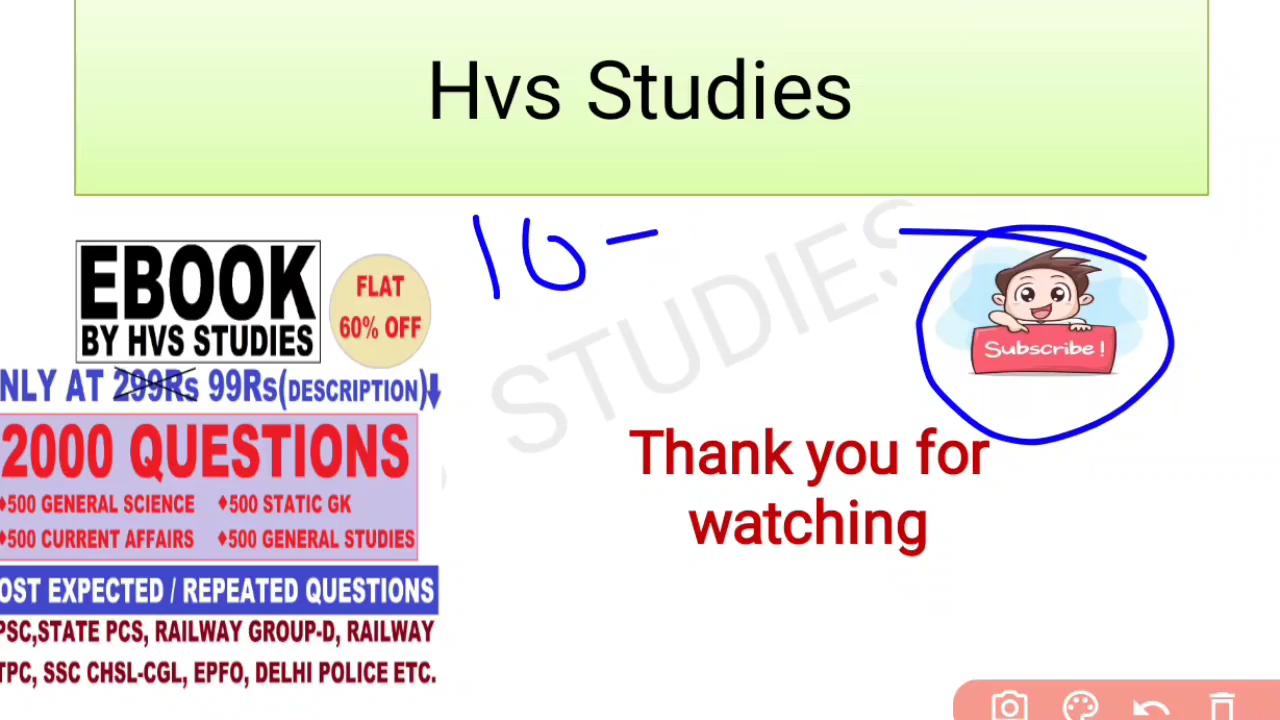 Hvs Studies
10-
STUDIES
EBOOK
BY HVS STUDIES
FLAT
60% OFF
NLY AT 299Rs 99Rs(DESCRIPTION)
2000 QUESTIONS
♦500 GENERAL SCIENCE ♦500 STATIC GK
♦500 CURRENT AFFAIRS ♦500 GENERAL STUDIES
OST EXPECTED / REPEATED QUESTIONS
PSC,STATE PCS, RAILWAY GROUP-D, RAILWAY
TPC, SSC CHSL-CGL, EPFO, DELHI POLICE ETC.
Subscribe !
Thank you for
watching